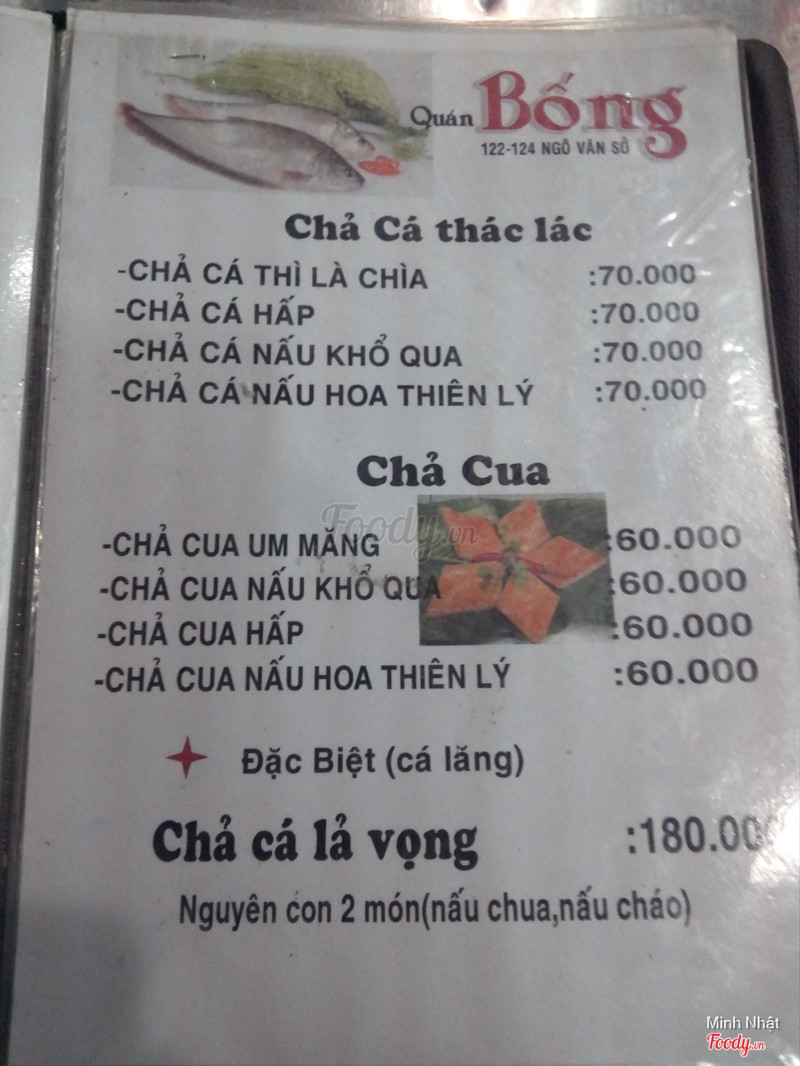 Quán Bống
122-124 NGÔ VĂN SỞ
Chả Cá thác lác
-CHẢ CÁ THÌ LÀ CHÌA :70.000
-CHẢ CÁ HẤP :70.000
-CHẢ CÁ NẤU KHỔ QUA :70.000
-CHẢ CÁ NẤU HOA THIÊN LÝ :70.000
Chả Cua
Foody.vn
-CHẢ CUA UM MĂNG :60.000
-CHẢ CUA NẤU KHỔ QUA :60.000
-CHẢ CUA HẤP :60.000
-CHẢ CUA NẤU HOA THIÊN LÝ :60.000
Đặc Biệt (cá lăng)
Chả cá lả vọng :180.000
Nguyên con 2 món(nấu chua,nấu cháo)
Minh Nhật
Foody.vn